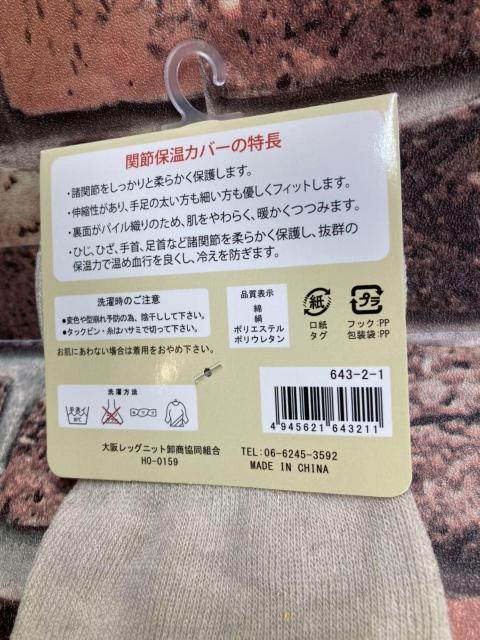 関節保温カバーの特長
・諸関節をしっかりと柔らかく保護します。
・伸縮性があり、手足の太い方も細い方も優しくフィットします。
・裏面がパイル織りのため、肌をやわらく、暖かくつつみます。
・ひじ、ひざ、手首、足首など諸関節を柔らかく保護し、抜群の
保温力で温め血行を良くし、冷えを防ぎます。
洗濯時のご注意
●変色や型崩れ予防の為、陰干しして下さい。
●タックピン・糸はハサミで切って下さい。
お肌にあわない場合は着用をおやめ下さい。
品質表示
綿
絹
ポリエステル
ポリウレタン
紙
口紙
タグ
プラ
フック:PP
包装袋:PP
洗濯方法
643-2-1
4 945621 643211
大阪レッグニット卸商協同組合
HO-0159
TEL:06-6245-3592
MADE IN CHINA